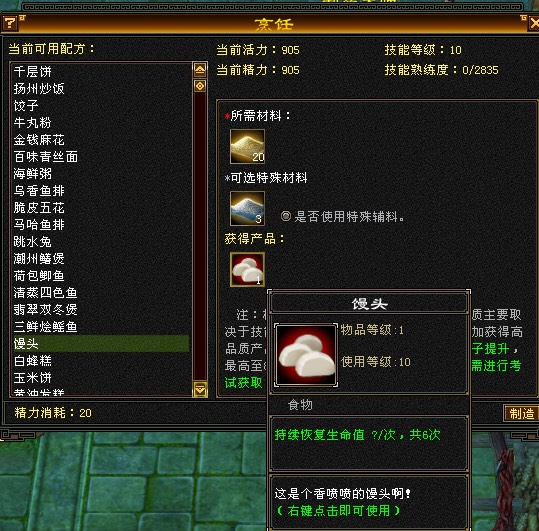 ?
烹饪
X
当前可用配方：
当前活力：905
技能等级：10
当前精力：905
技能熟练度：0/2835
千层饼
扬州炒饭
饺子
牛丸粉
金钱麻花
百味青丝面
海鲜粥
乌香鱼排
脆皮五花
马哈鱼排
跳水兔
潮州鳝煲
荷包鲫鱼
清蒸四色鱼
翡翠双冬煲
三鲜烩鳐鱼
馒头
白蜂糕
玉米饼
*所需材料：
20
*可选特殊材料
3
是否使用特殊辅料。
获得产品：
1
注：
质主要取
决于技
加获得高
品质产
子提升，
最高至
需进行考
试获取
馒头
物品等级：1
使用等级：10
食物
持续恢复生命值 ?/次，共6次
这是个香喷喷的馒头啊！
（右键点击即可使用）
精力消耗：20
制造